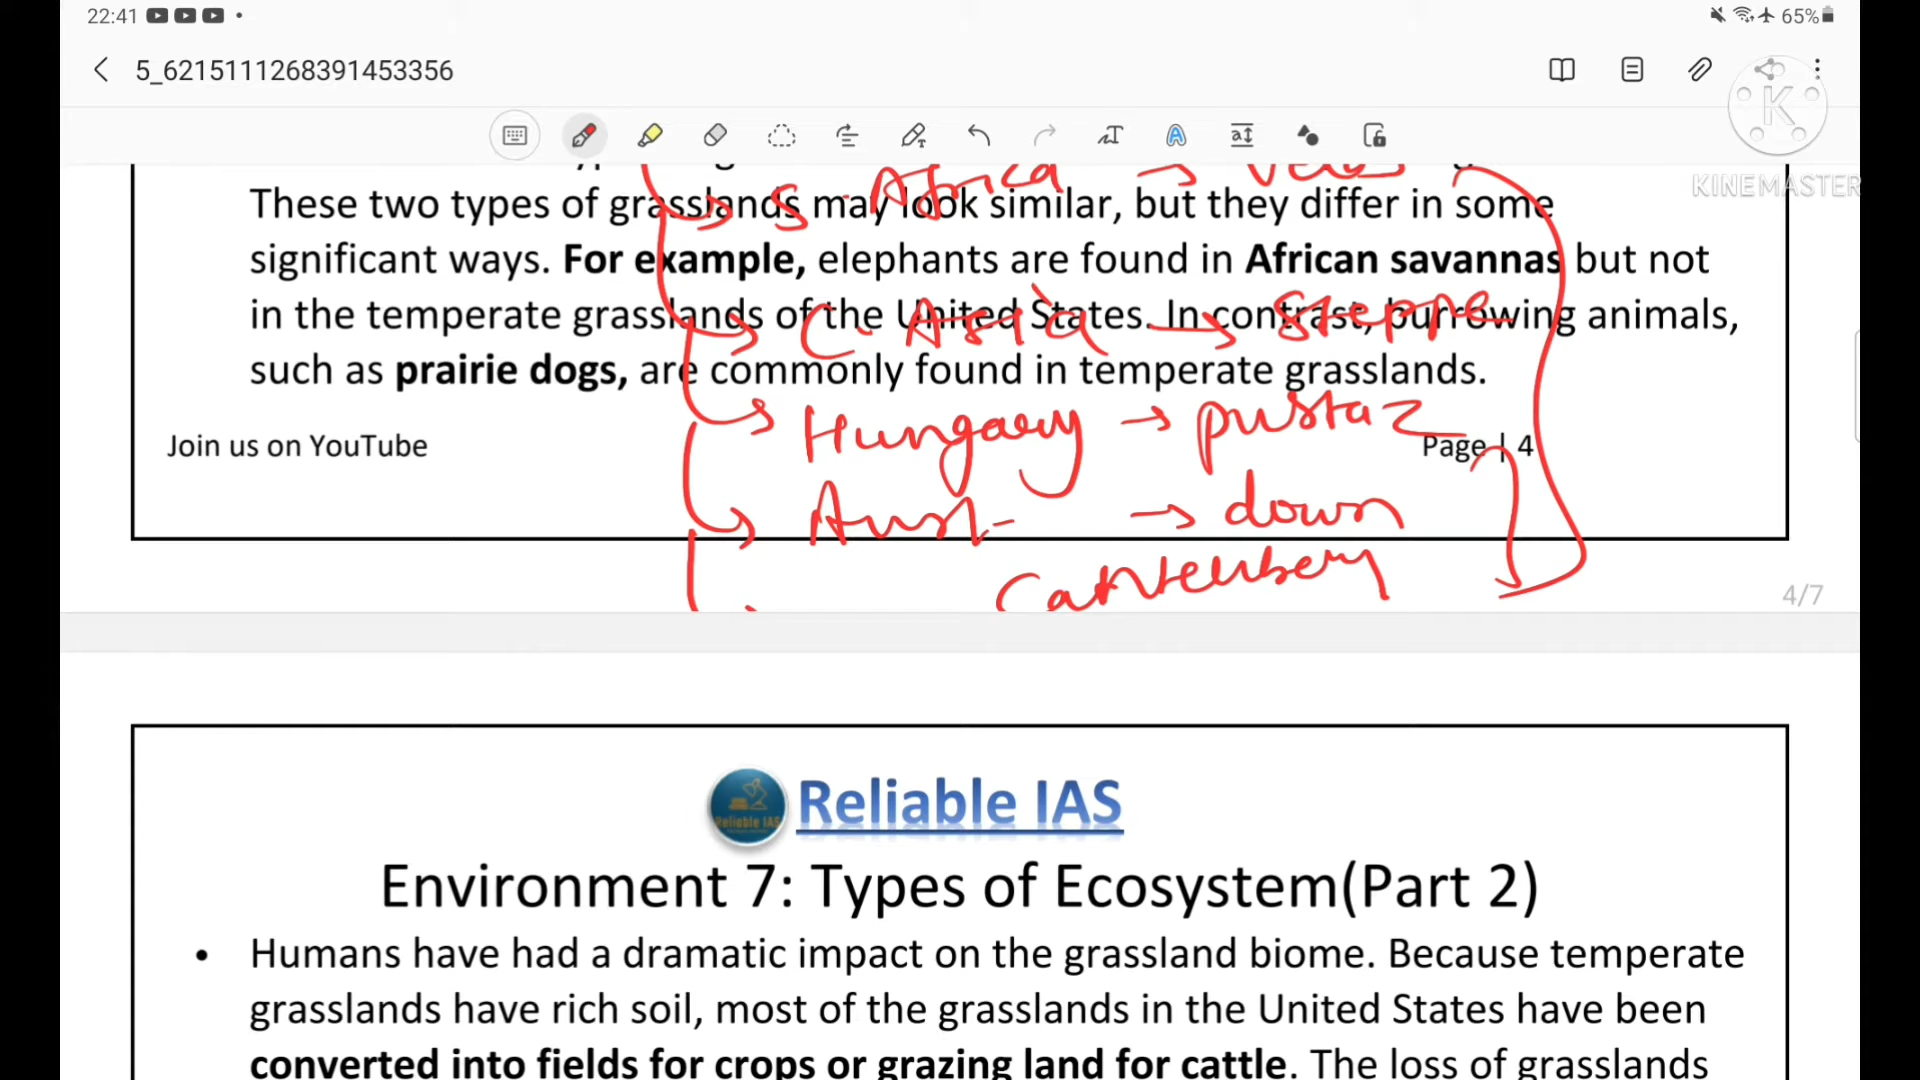 22:41
65%
5_6215111268391453356
K
KINEMASTER
S. Africa →
These two types of grasslands may look similar, but they differ in some
significant ways. For example, elephants are found in African savannas but not
in the temperate grasslands of the United States. In contrast, burrowing animals,
C. Asia → Steppe
such as prairie dogs, are commonly found in temperate grasslands.
Hungary → pustaz
Join us on YouTube
Page | 4
Aust. → down
Cantenbery
4/7
Reliable IAS
Reliable IAS
Environment 7: Types of Ecosystem(Part 2)
• Humans have had a dramatic impact on the grassland biome. Because temperate
grasslands have rich soil, most of the grasslands in the United States have been
converted into fields for crops or grazing land for cattle. The loss of grasslands